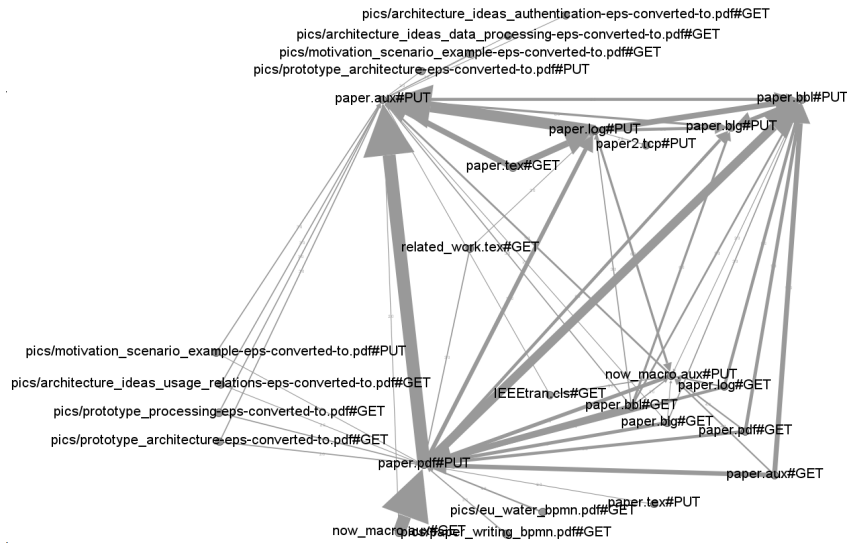 pics/architecture_ideas_authentication-eps-converted-to.pdf#GET
pics/architecture_ideas_data_processing-eps-converted-to.pdf#GET
pics/motivation_scenario_example-eps-converted-to.pdf#GET
pics/prototype_architecture-eps-converted-to.pdf#PUT
paper.aux#PUT
paper.bbl#PUT
paper.log#PUT
paper.blg#PUT
paper2.tcp#PUT
paper.tex#GET
related_work.tex#GET
pics/motivation_scenario_example-eps-converted-to.pdf#PUT
now_macro.aux#PUT
pics/architecture_ideas_usage_relations-eps-converted-to.pdf#GET
paper.log#GET
IEEEtran.cls#GET
paper.bbl#GET
pics/prototype_processing-eps-converted-to.pdf#GET
paper.blg#GET
paper.pdf#GET
pics/prototype_architecture-eps-converted-to.pdf#GET
paper.pdf#PUT
paper.aux#GET
paper.tex#PUT
pics/eu_water_bpmn.pdf#GET
now_macro.aux#GET
pics/paper_writing_bpmn.pdf#GET